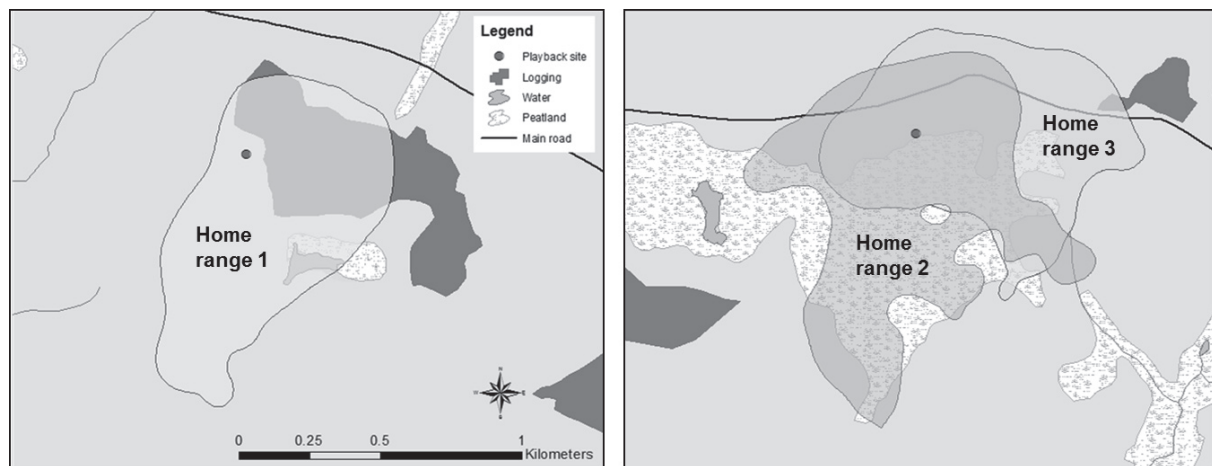 Legend
Playback site
Logging
Water
Peatland
Main road
Home
range 1
N
W E
S
0 0.25 0.5 1
Kilometers
Home
range 3
Home
range 2